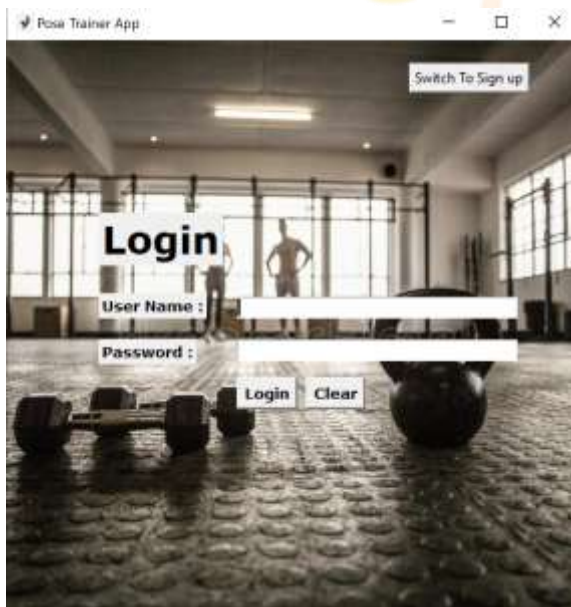 Pose Trainer App
Switch To Sign up
Login
User Name :
Password :
Login Clear